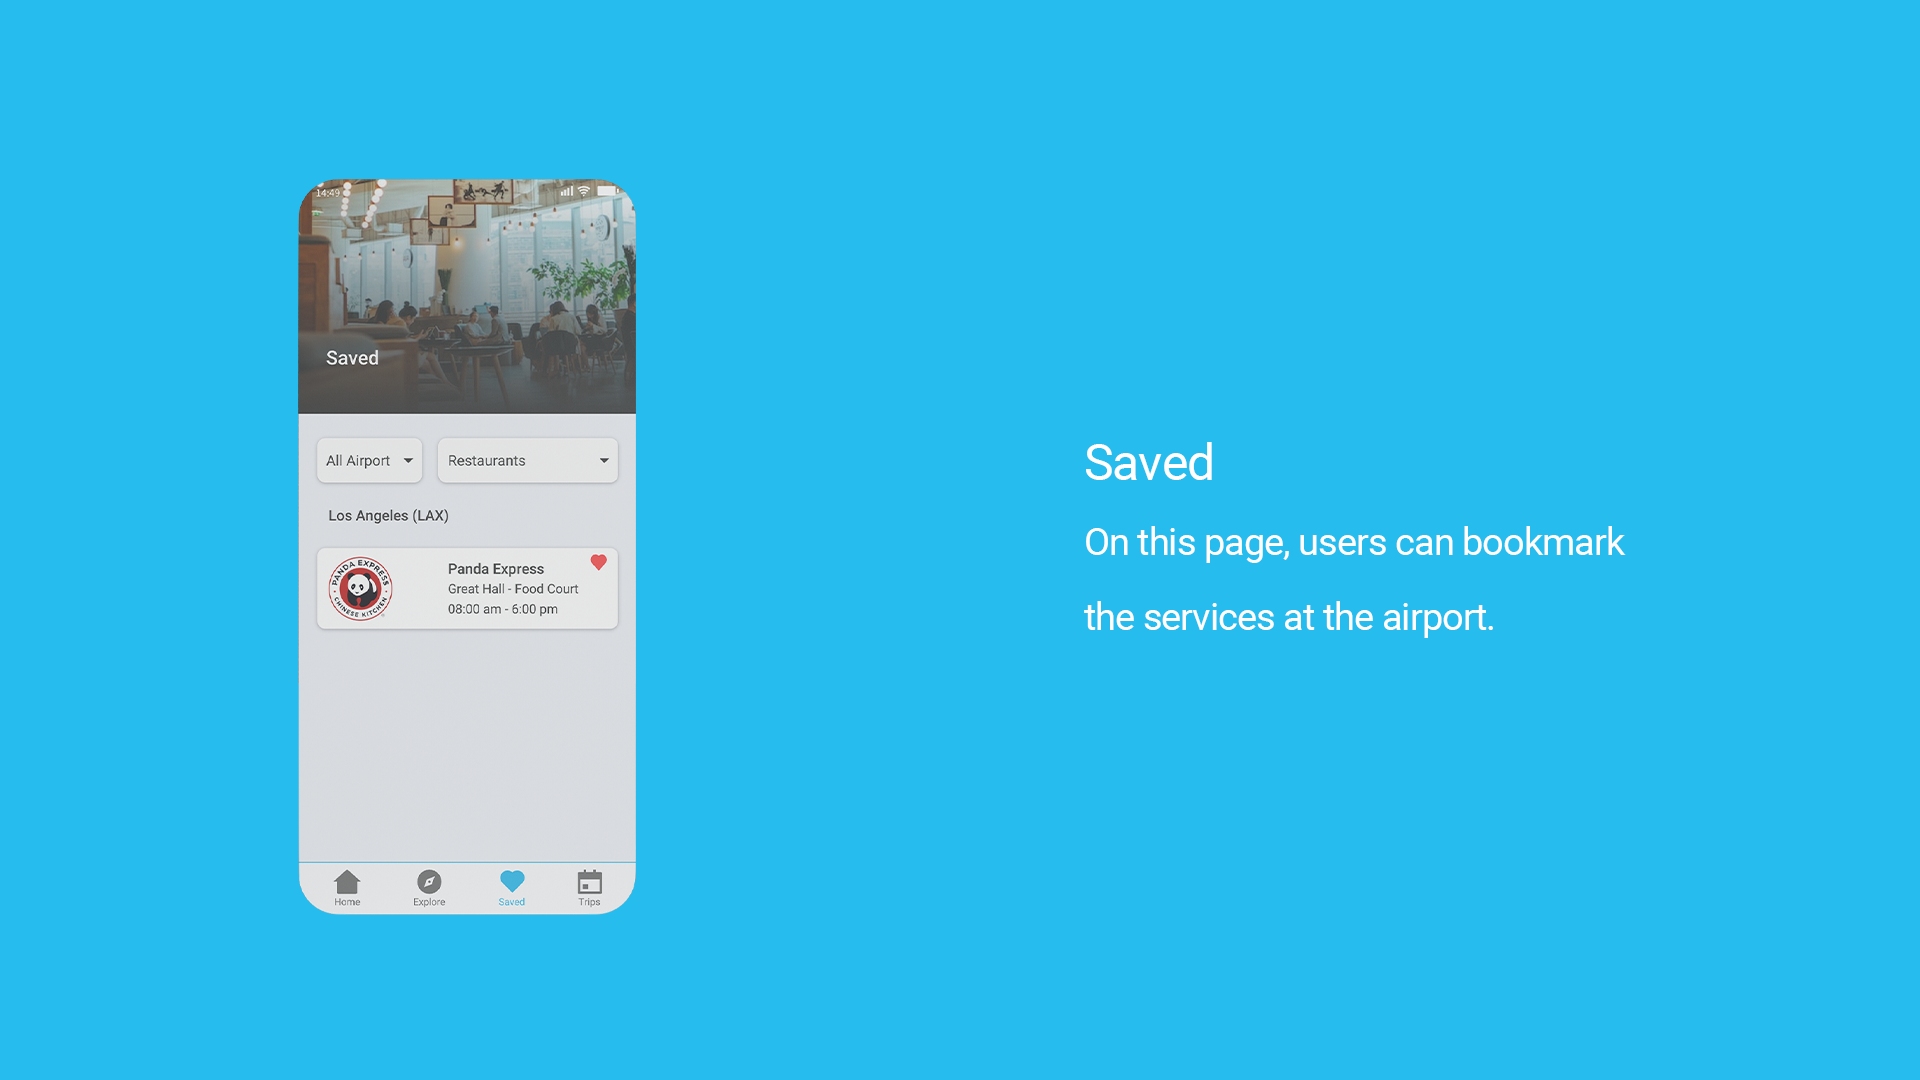 14:49
Saved
All Airport
Restaurants
Los Angeles (LAX)
PANDA EXPRESS
CHINESE KITCHEN
Panda Express
Great Hall - Food Court
08:00 am - 6:00 pm
Home
Explore
Saved
Trips
Saved
On this page, users can bookmark
the services at the airport.